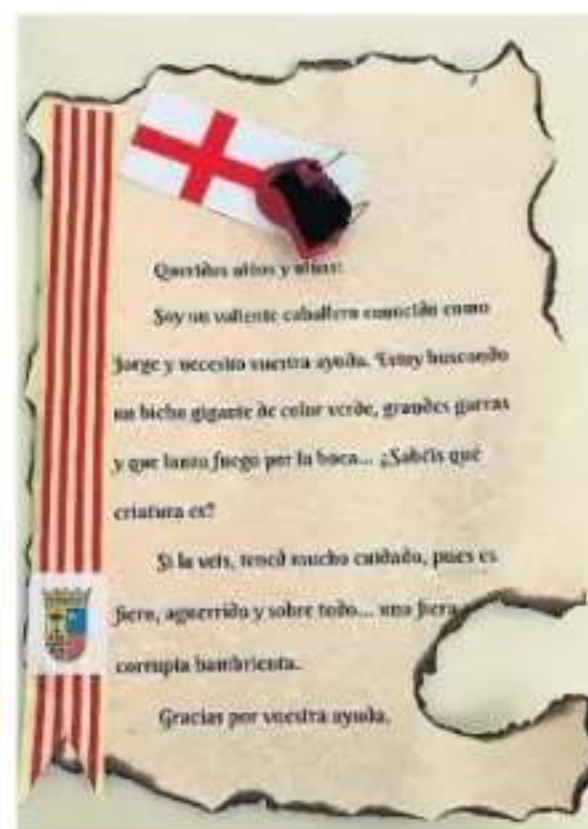 Queridos niños y niñas:
Soy un valiente caballero conocido como
Jorge y necesito vuestra ayuda. Estoy buscando
un bicho gigante de color verde, grandes garras
y que lanza fuego por la boca... ¿Sabéis qué
criatura es?
Si la veis, tened mucho cuidado, pues es
fiero, aguerrido y sobre todo... una fiera
corrupia hambrienta.
Gracias por vuestra ayuda.